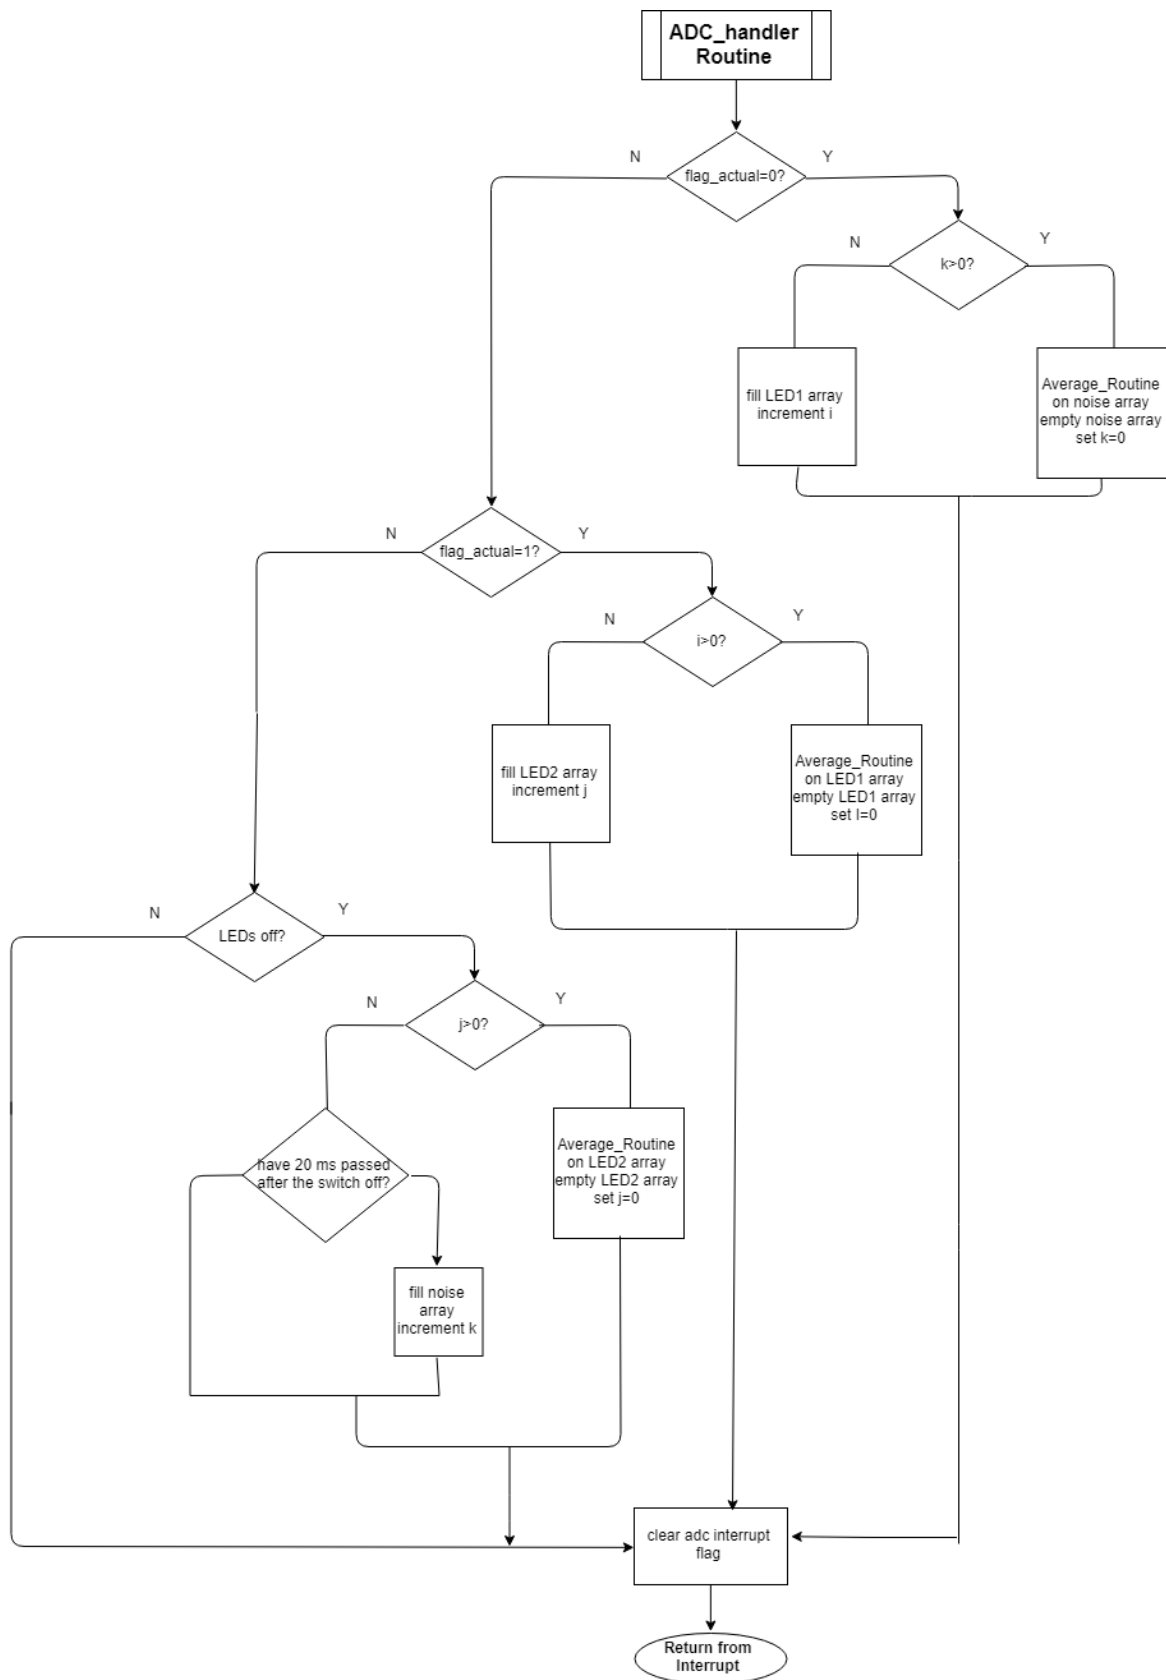 ADC_handler
Routine
N
Y
flag_actual=0?
N
Y
k>0?
fill LED1 array
increment i
Average_Routine
on noise array
empty noise array
set k=0
N
Y
flag_actual=1?
N
Y
i>0?
fill LED2 array
increment j
Average_Routine
on LED1 array
empty LED1 array
set I=0
N
Y
LEDs off?
N
Y
j>0?
have 20 ms passed
after the switch off?
Average_Routine
on LED2 array
empty LED2 array
set j=0
fill noise
array
increment k
clear adc interrupt
flag
Return from
Interrupt